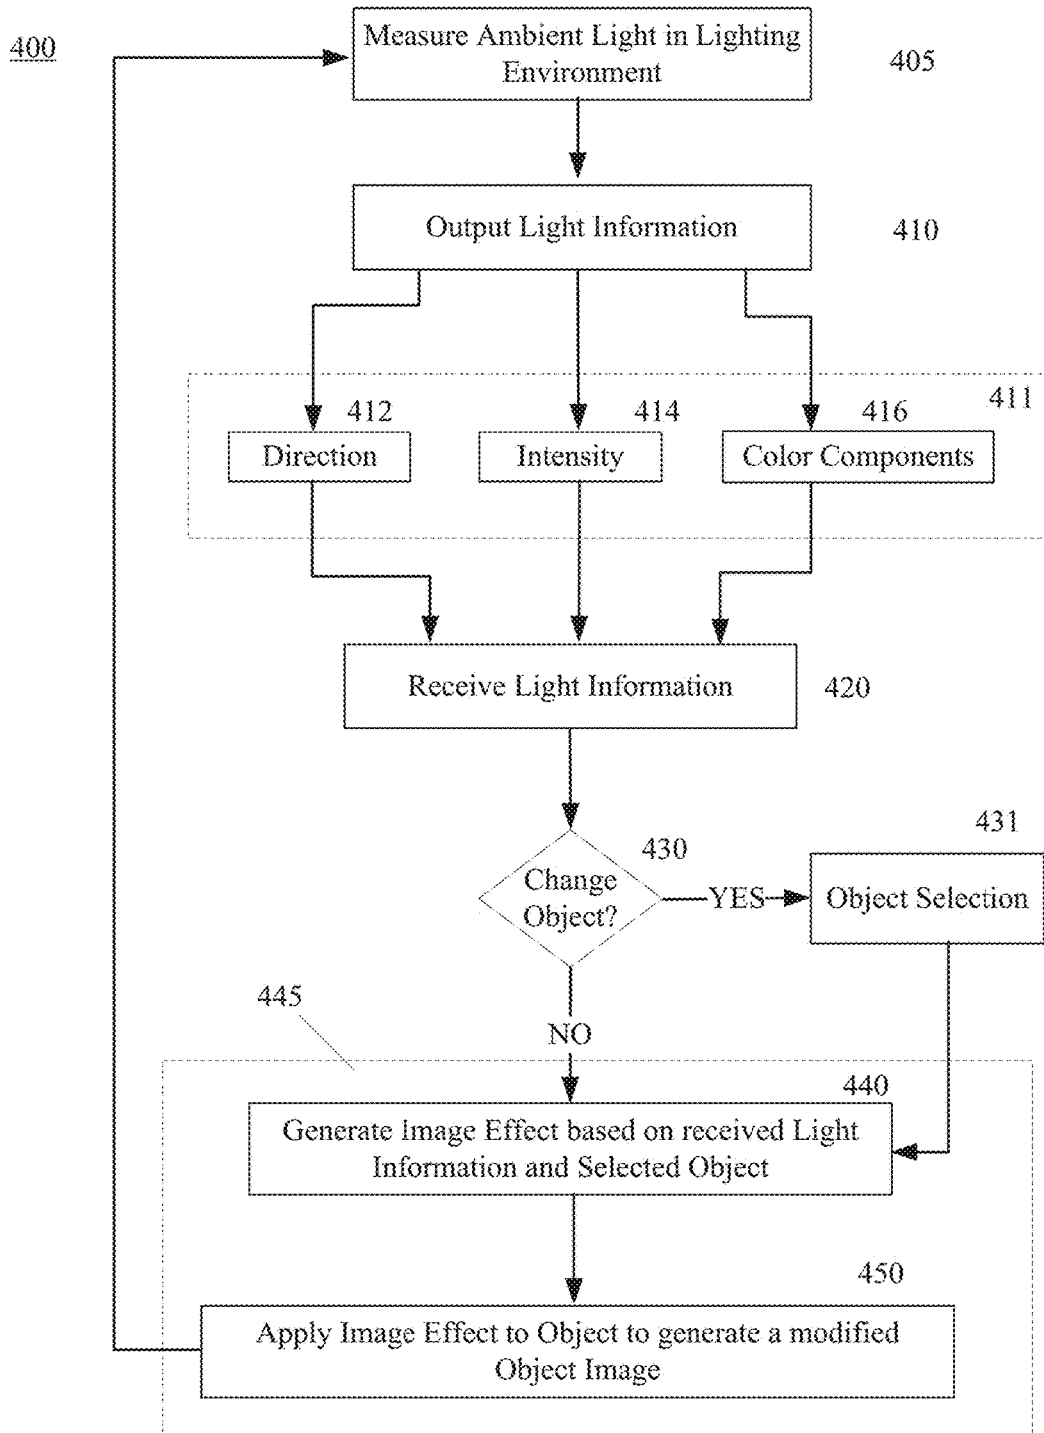 400
Measure Ambient Light in Lighting
Environment
405
Output Light Information
410
411
412
414
416
Direction
Intensity
Color Components
Receive Light Information
420
430
431
Change
Object?
YES
Object Selection
445
NO
440
Generate Image Effect based on received Light
Information and Selected Object
450
Apply Image Effect to Object to generate a modified
Object Image